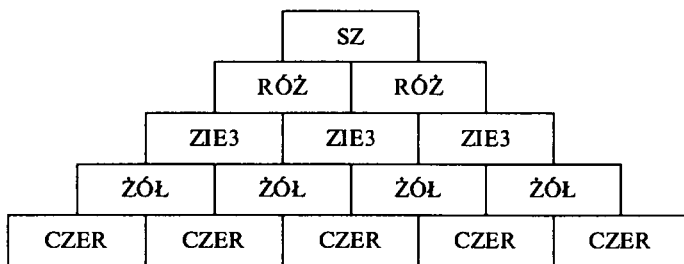 SZ
RÓŻ RÓŻ
ZIE3 ZIE3 ZIE3
ŻÓŁ ŻÓŁ ŻÓŁ ŻÓŁ
CZER CZER CZER CZER CZER